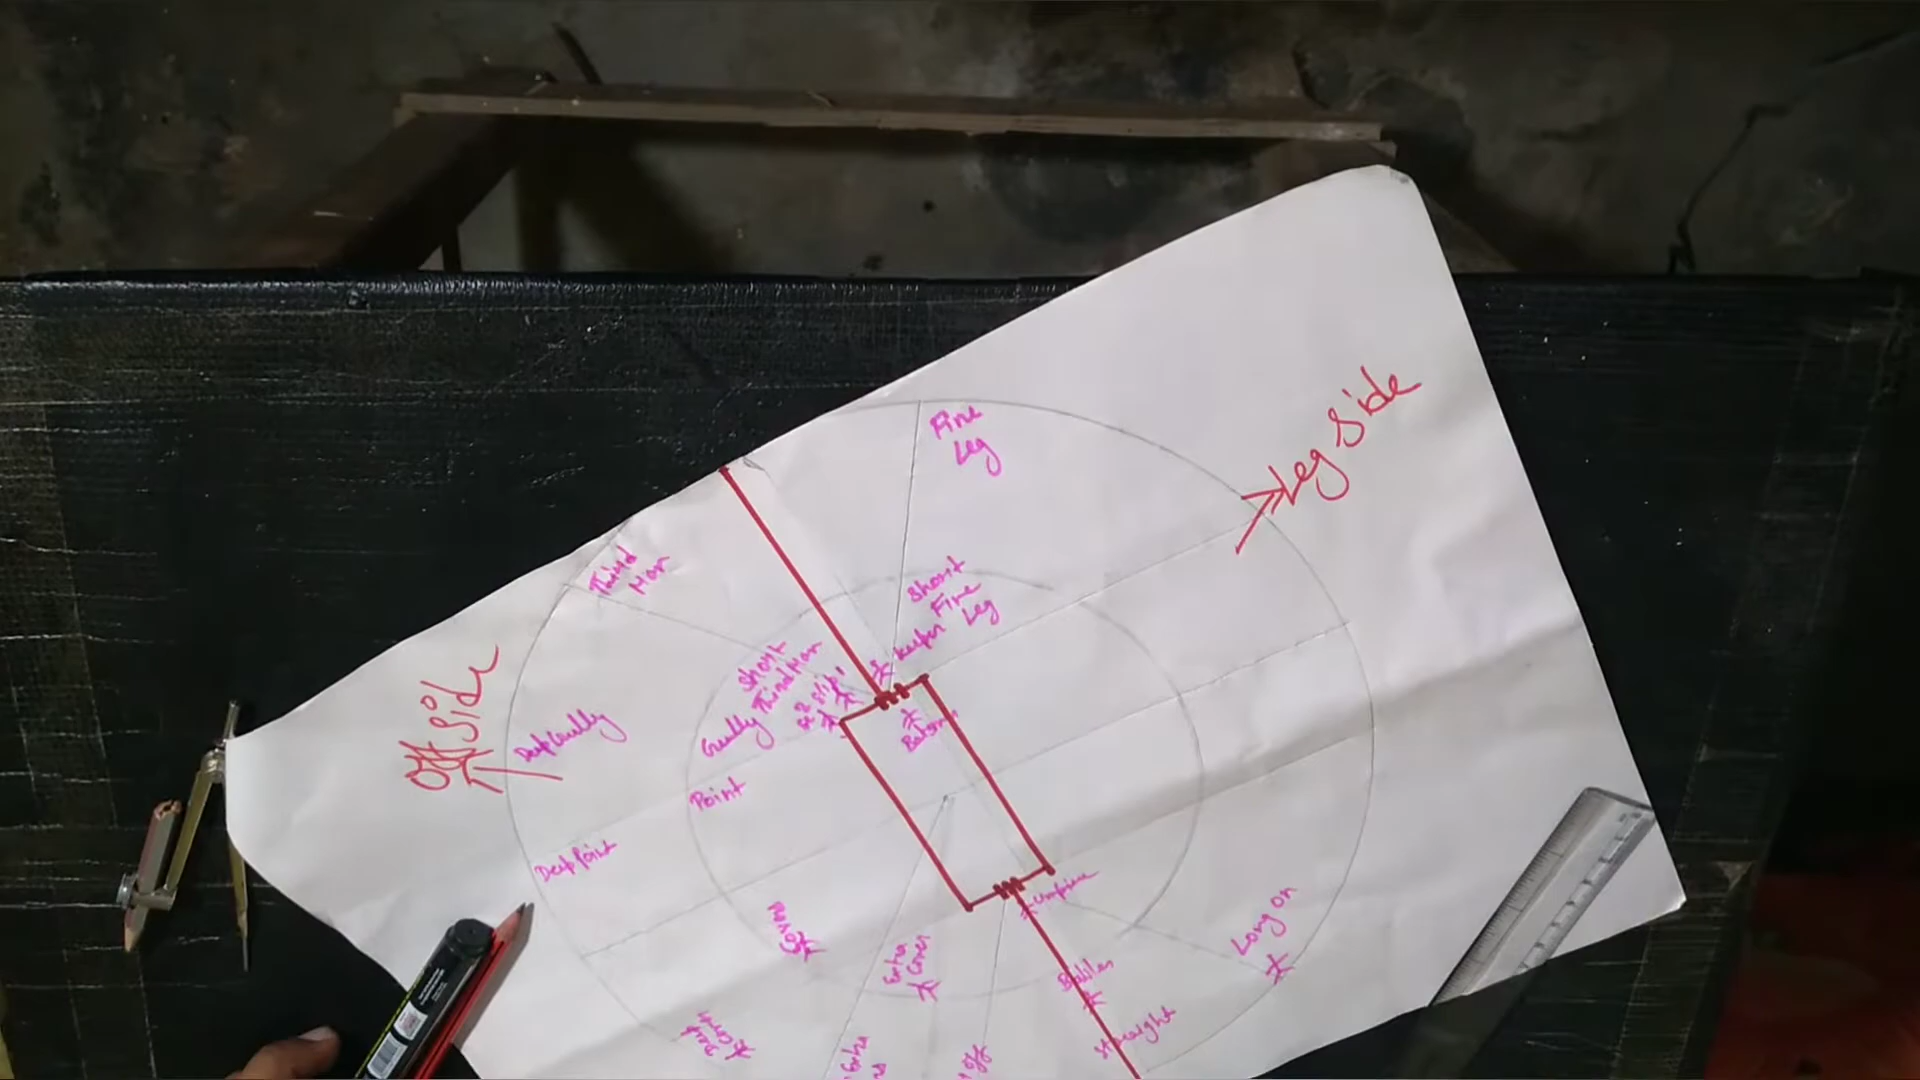 Fine
Leg
Leg side
Third
Man
Short
Fine
Leg
Keeper
Short
Third Man
off side
Deep Gully
Gully
Point
Deep Point
Cover
Extra
Cover
Umpire
Long on
Straight